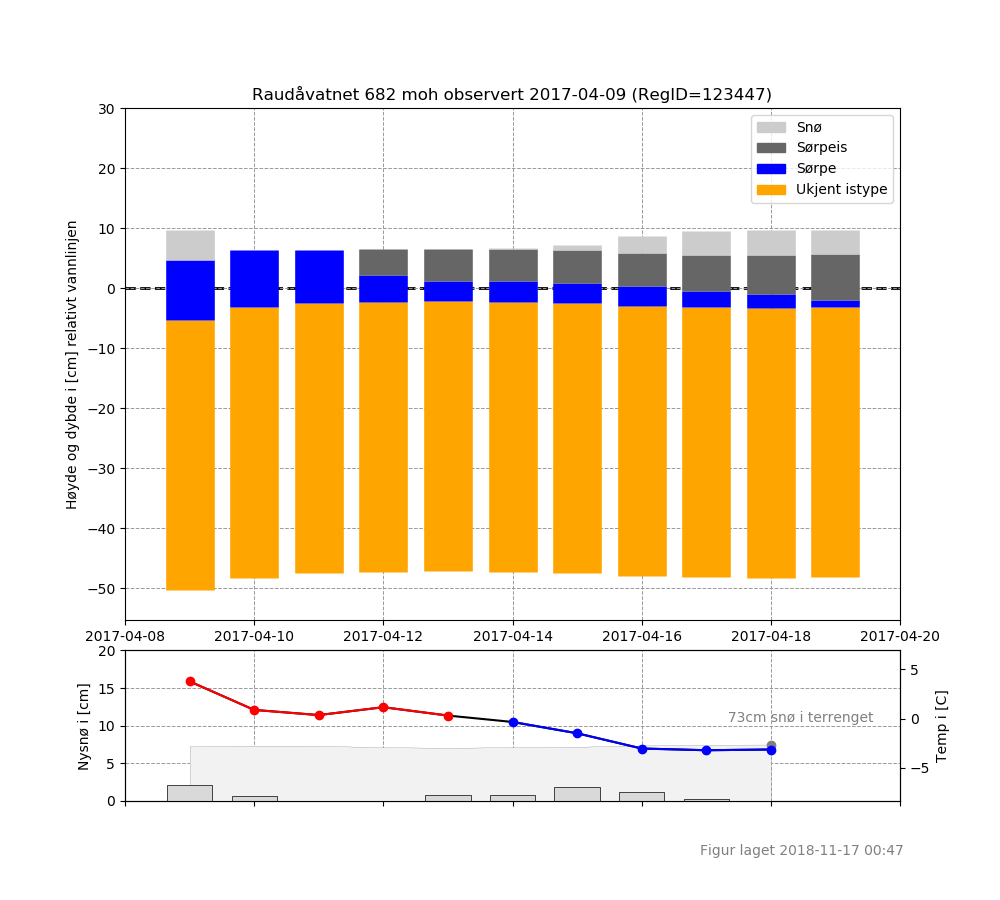 Raudåvatnet 682 moh observert 2017-04-09 (RegID=123447)
Høyde og dybde i [cm] relativt vannlinjen
30
20
10
0
−10
−20
−30
−40
−50
Snø
Sørpeis
Sørpe
Ukjent istype
2017-04-08 2017-04-10 2017-04-12 2017-04-14 2017-04-16 2017-04-18 2017-04-20
Nysnø i [cm]
20
15
10
5
0
73cm snø i terrenget
5
0
−5
Temp i [C]
Figur laget 2018-11-17 00:47